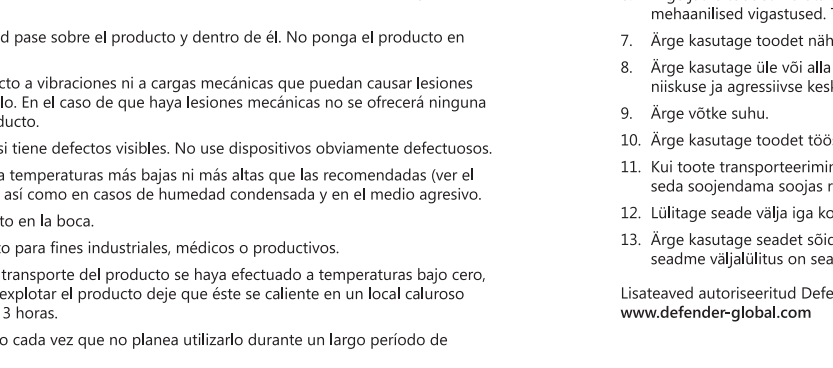 d pase sobre el producto y dentro de él. No ponga el producto en
cto a vibraciones ni a cargas mecánicas que puedan causar lesiones
lo. En el caso de que haya lesiones mecánicas no se ofrecerá ninguna
ducto.
si tiene defectos visibles. No use dispositivos obviamente defectuosos.
a temperaturas más bajas ni más altas que las recomendadas (ver el
así como en casos de humedad condensada y en el medio agresivo.
to en la boca.
to para fines industriales, médicos o productivos.
transporte del producto se haya efectuado a temperaturas bajo cero,
explotar el producto deje que éste se caliente en un local caluroso
3 horas.
o cada vez que no planea utilizarlo durante un largo período de
mehaanilised vigastused.
7. Ärge kasutage toodet näh
8. Ärge kasutage üle või alla
niiskuse ja agressiivse kesk
9. Ärge võtke suhu.
10. Ärge kasutage toodet töös
11. Kui toote transporteerimin
seda soojendama soojas r
12. Lülitage seade välja iga ko
13. Ärge kasutage seadet sõid
seadme väljalülitus on sea
Lisateaved autoriseeritud Defe
www.defender-global.com